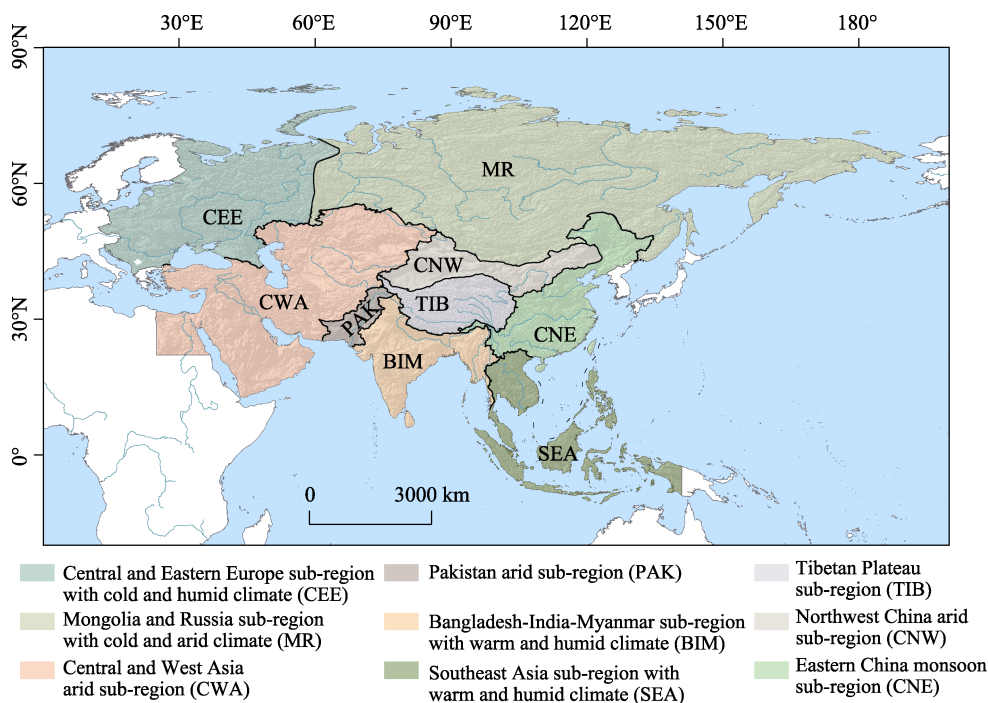 30°E 60°E 90°E 120°E 150°E 180°
90°N
60°N
30°N
0°
MR
CEE
CNW
CWA
TIB
PAK
CNE
BIM
SEA
0 3000 km
Central and Eastern Europe sub-region
with cold and humid climate (CEE)
Mongolia and Russia sub-region
with cold and arid climate (MR)
Central and West Asia
arid sub-region (CWA)
Pakistan arid sub-region (PAK)
Bangladesh-India-Myanmar sub-region
with warm and humid climate (BIM)
Southeast Asia sub-region with
warm and humid climate (SEA)
Tibetan Plateau
sub-region (TIB)
Northwest China arid
sub-region (CNW)
Eastern China monsoon
sub-region (CNE)